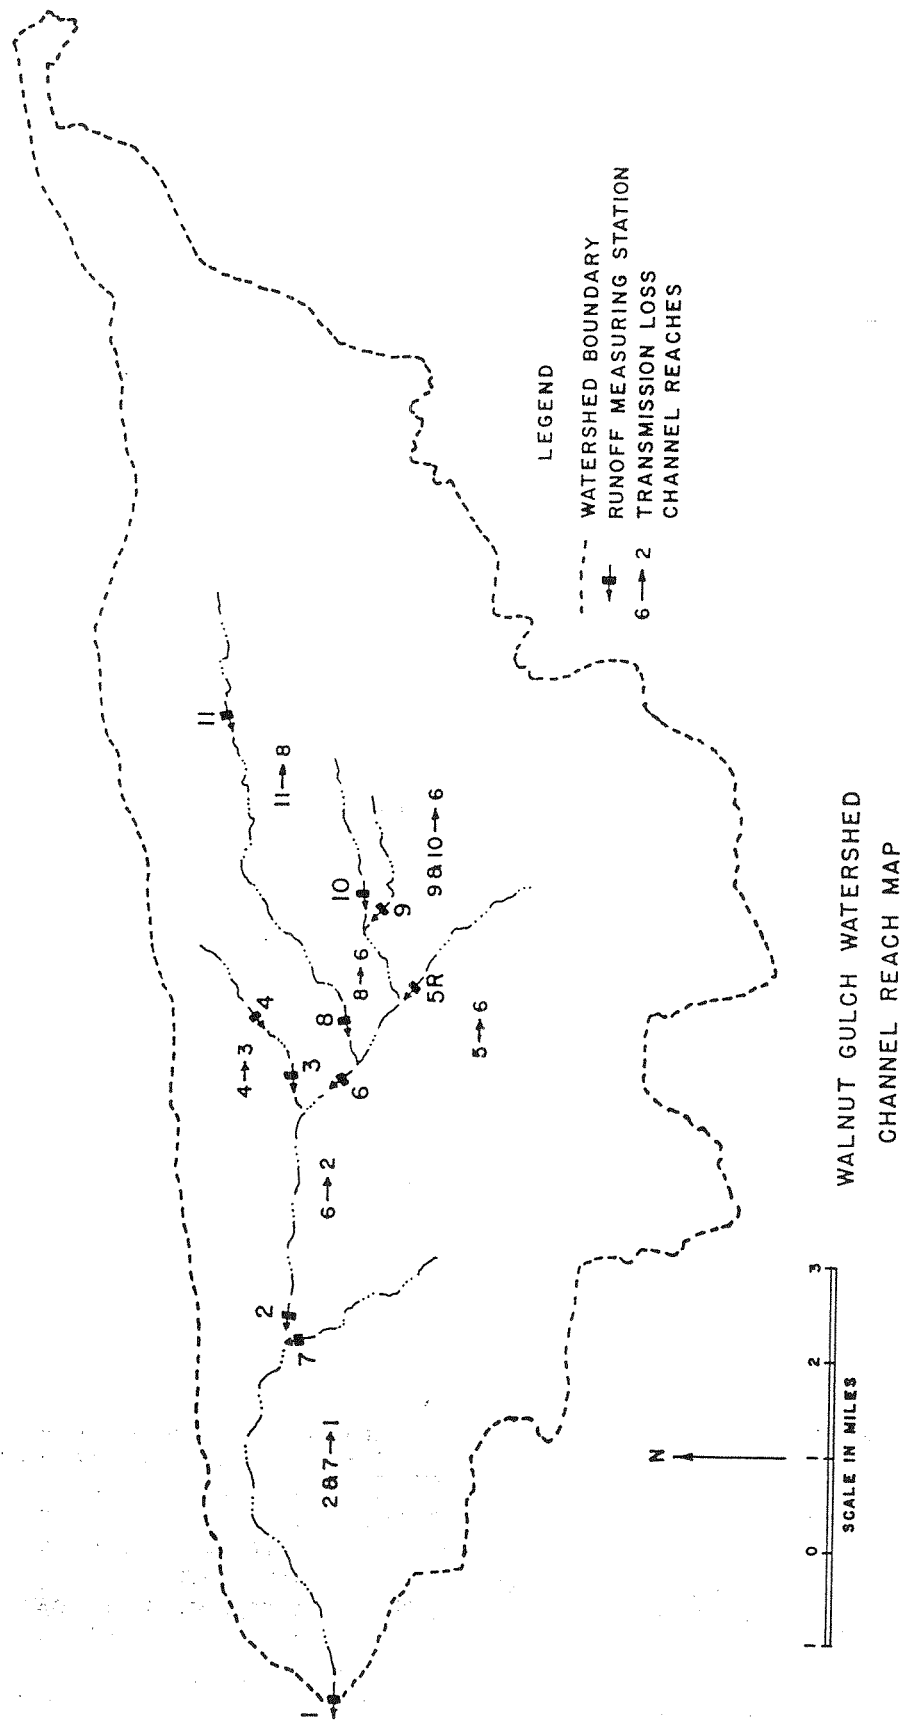 11
11→8
10
9
9&10→6
8→6
5R
5→6
4
4→3
8
3
6
6→2
2
7
2&7→1
1
LEGEND
WATERSHED BOUNDARY
RUNOFF MEASURING STATION
6→2 TRANSMISSION LOSS
CHANNEL REACHES
N
1 0 1 2 3
SCALE IN MILES
WALNUT GULCH WATERSHED
CHANNEL REACH MAP